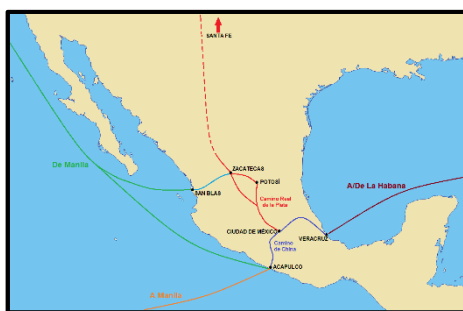 SANTA FE
ZACATECAS
De Manila
POTOSÍ
SAN BLAS
Camino Real
de la Plata
A/De La Habana
CIUDAD DE MÉXICO
VERACRUZ
Camino
de China
ACAPULCO
A Manila